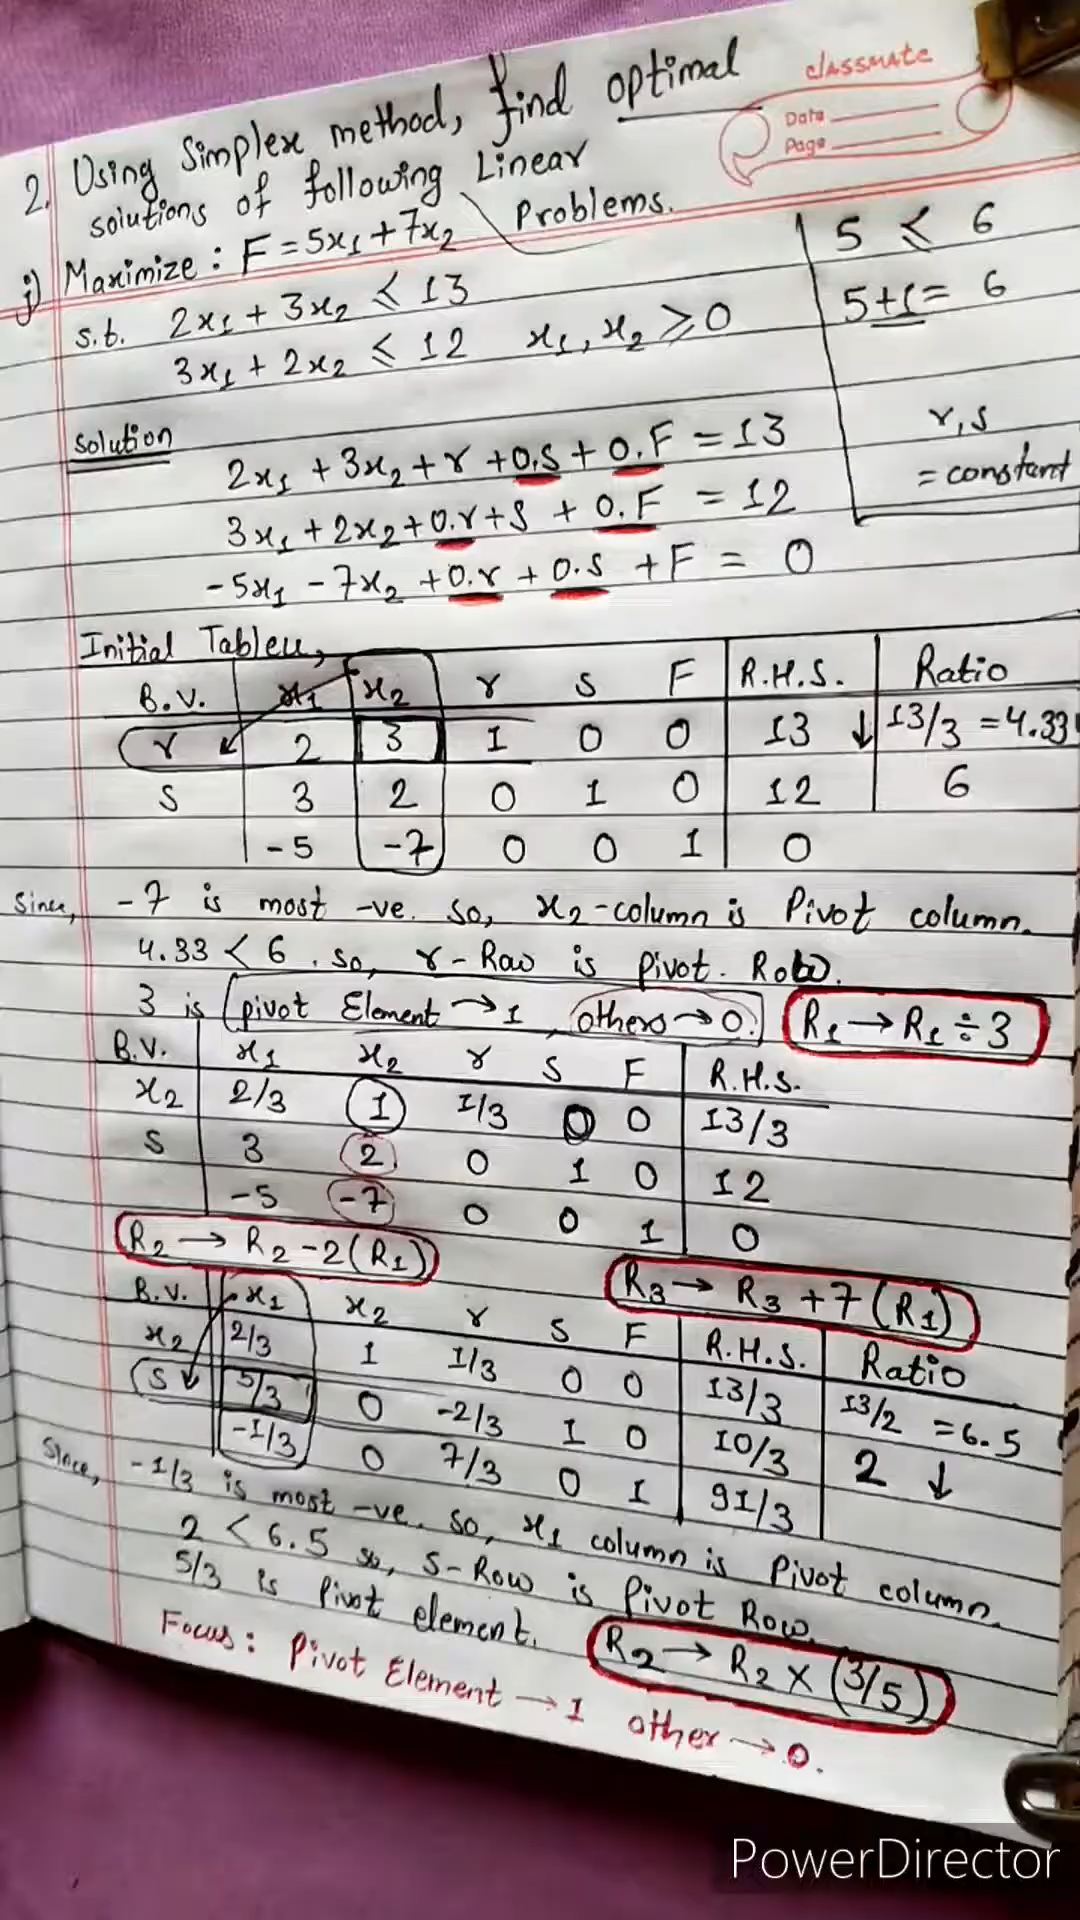 classmate
Date
Page
2. Using Simplex method, find optimal
solutions of following Linear
Problems.
i) Maximize : F = 5x₁ + 7x₂
s.t. 2x₁ + 3x₂ ≤ 13
3x₁ + 2x₂ ≤ 12 x₁, x₂ ≥ 0
5 ≤ 6
5+1 = 6
r, s
= constant
Solution
2x₁ + 3x₂ + r + 0.s + 0.F = 13
3x₁ + 2x₂ + 0.r + s + 0.F = 12
-5x₁ - 7x₂ + 0.r + 0.s + F = 0
Initial Tableu,
B.V. x₁ x₂ r s F R.H.S. Ratio
r 2 3 1 0 0 13 ↓ 13/3 = 4.33
s 3 2 0 1 0 12 6
-5 -7 0 0 1 0
Since, -7 is most -ve. so, x₂-column is Pivot column.
4.33 < 6. so, r-Row is pivot. Row.
3 is pivot Element → 1 others → 0. R₁ → R₁ ÷ 3
B.V. x₁ x₂ r s F R.H.S.
x₂ 2/3 1 1/3 0 0 13/3
s 3 2 0 1 0 12
-5 -7 0 0 1 0
R₂ → R₂ - 2(R₁) R₃ → R₃ + 7(R₁)
B.V. x₁ x₂ r s F R.H.S. Ratio
x₂ 2/3 1 1/3 0 0 13/3 13/2 = 6.5
s 5/3 0 -2/3 1 0 10/3 2 ↓
-1/3 0 7/3 0 1 91/3
Since, -1/3 is most -ve. so, x₁ column is Pivot column.
2 < 6.5 so, s-Row is Pivot Row.
5/3 is Pivot element. R₂ → R₂ × (3/5)
Focus : Pivot Element → 1 other → 0.
PowerDirector